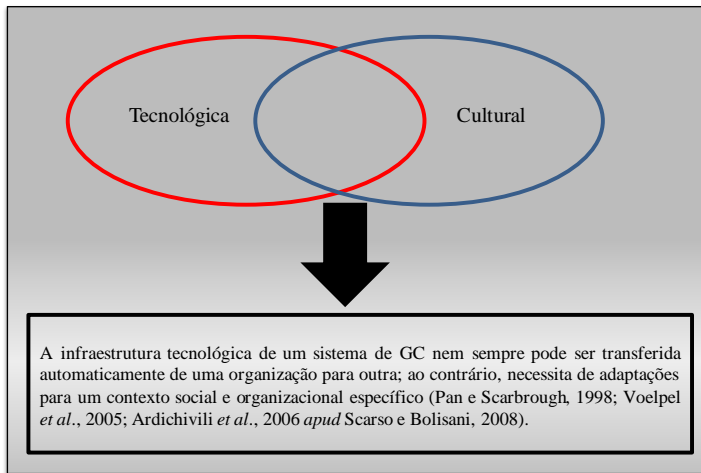 Tecnológica Cultural
A infraestrutura tecnológica de um sistema de GC nem sempre pode ser transferida
automaticamente de uma organização para outra; ao contrário, necessita de adaptações
para um contexto social e organizacional específico (Pan e Scarbrough, 1998; Voelpel
et al., 2005; Ardichivili et al., 2006 apud Scarso e Bolisani, 2008).